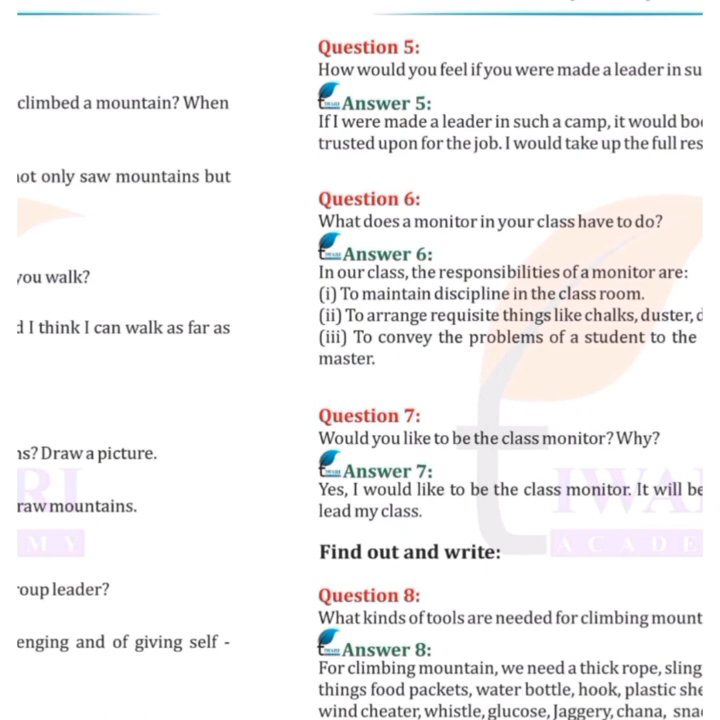 climbed a mountain? When
not only saw mountains but
you walk?
I think I can walk as far as
? Draw a picture.
raw mountains.
group leader?
enging and of giving self -
Question 5:
How would you feel if you were made a leader in su
Answer 5:
If I were made a leader in such a camp, it would bo
trusted upon for the job. I would take up the full res
Question 6:
What does a monitor in your class have to do?
Answer 6:
In our class, the responsibilities of a monitor are:
(i) To maintain discipline in the class room.
(ii) To arrange requisite things like chalks, duster, d
(iii) To convey the problems of a student to the
master.
Question 7:
Would you like to be the class monitor? Why?
Answer 7:
Yes, I would like to be the class monitor. It will be
lead my class.
Find out and write:
Question 8:
What kinds of tools are needed for climbing mount
Answer 8:
For climbing mountain, we need a thick rope, sling
things food packets, water bottle, hook, plastic she
wind cheater, whistle, glucose, Jaggery, chana, sna
RI
MY
IWA
ACADE